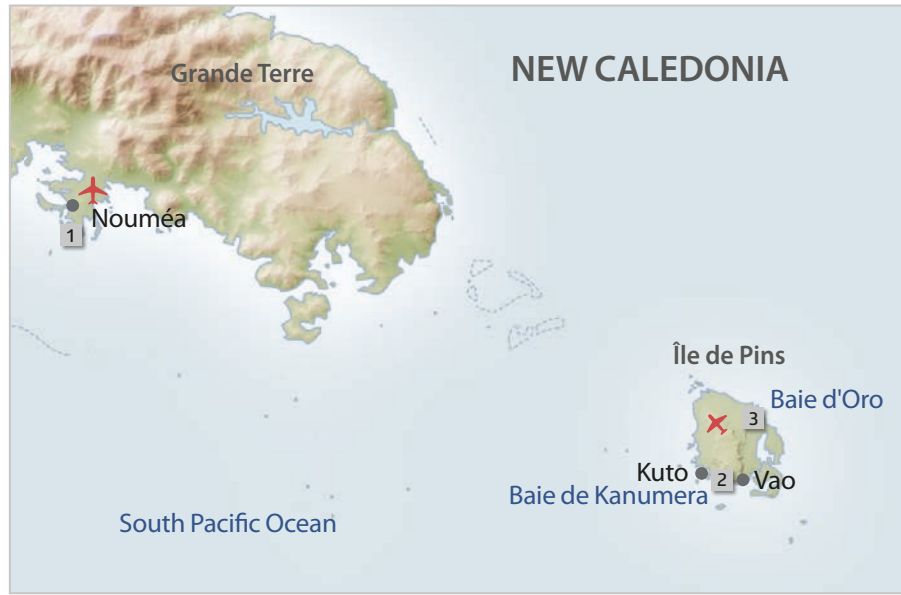 NEW CALEDONIA
Grande Terre
Nouméa
1
Île de Pins
Baie d'Oro
3
Kuto
2
Vao
Baie de Kanumera
South Pacific Ocean